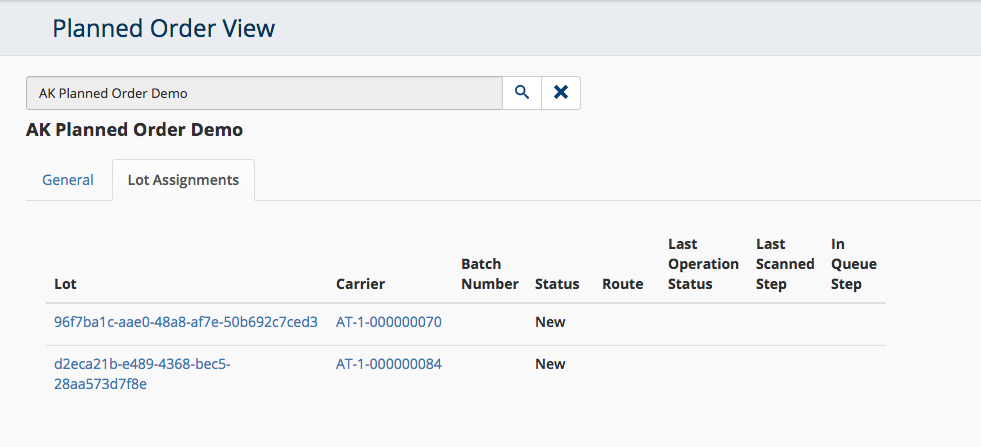 Planned Order View
AK Planned Order Demo
AK Planned Order Demo
General Lot Assignments
Lot Carrier Batch Number Status Route Last Operation Status Last Scanned Step In Queue Step
96f7ba1c-aae0-48a8-af7e-50b692c7ced3 AT-1-000000070 New
d2eca21b-e489-4368-bec5-28aa573d7f8e AT-1-000000084 New